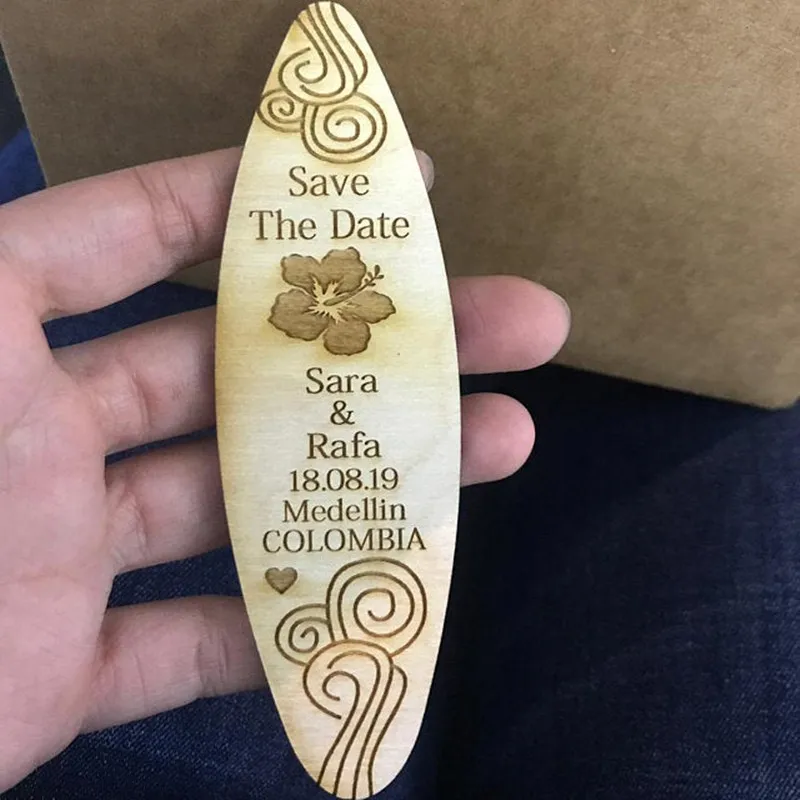 Save
The Date
Sara
&
Rafa
18.08.19
Medellin
COLOMBIA